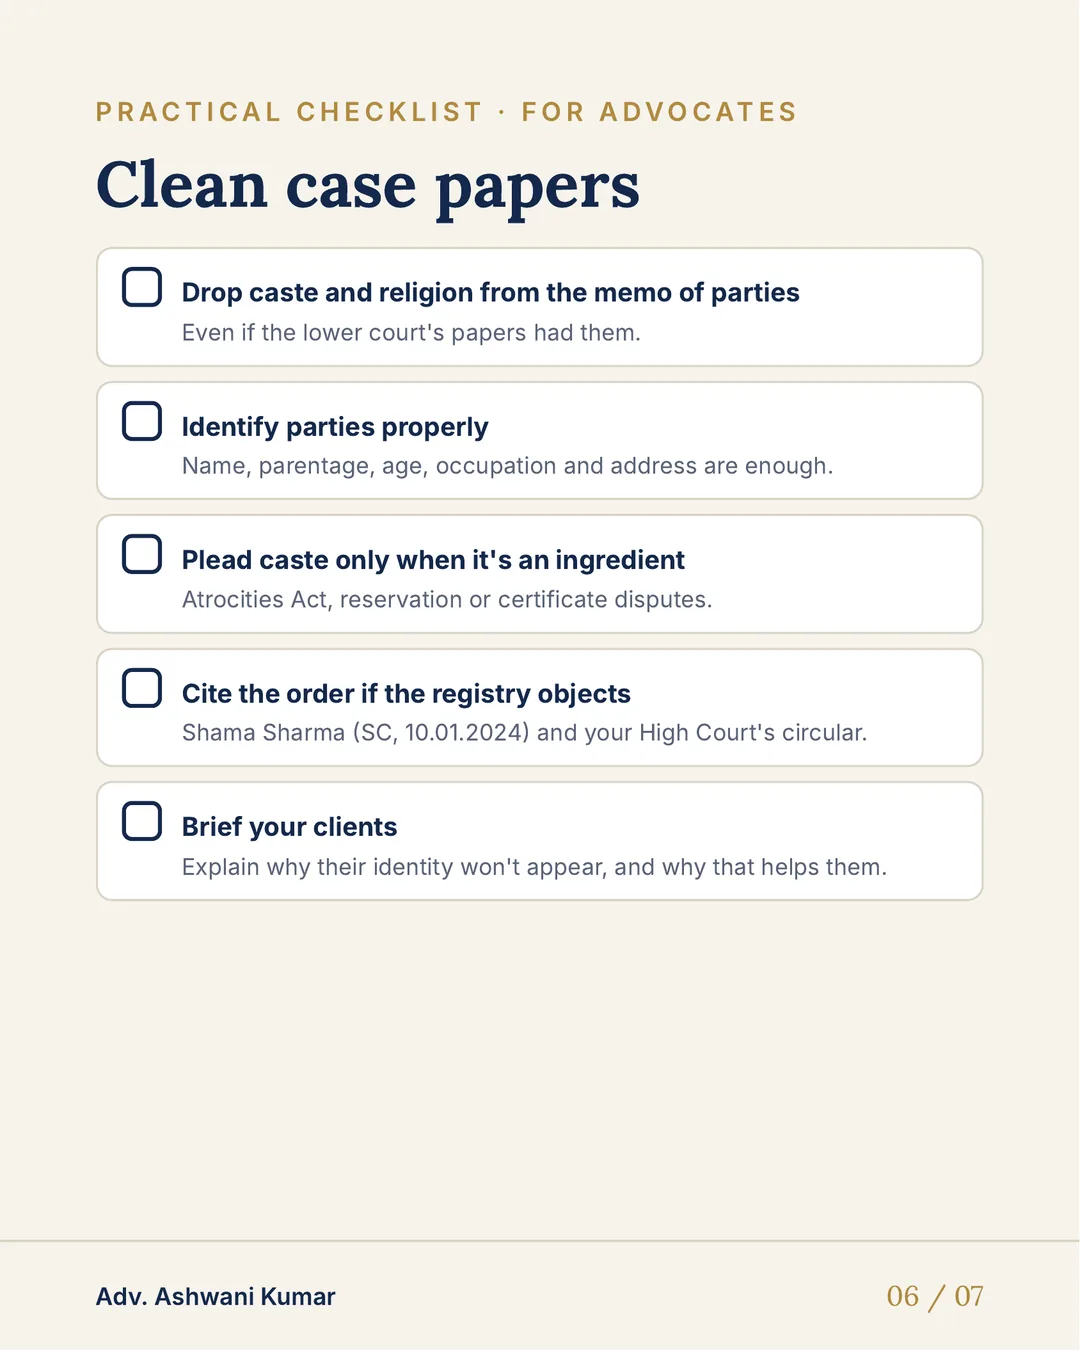 PRACTICAL CHECKLIST · FOR ADVOCATES
Clean case papers
Drop caste and religion from the memo of parties
Even if the lower court's papers had them.
Identify parties properly
Name, parentage, age, occupation and address are enough.
Plead caste only when it's an ingredient
Atrocities Act, reservation or certificate disputes.
Cite the order if the registry objects
Shama Sharma (SC, 10.01.2024) and your High Court's circular.
Brief your clients
Explain why their identity won't appear, and why that helps them.
Adv. Ashwani Kumar
06 / 07